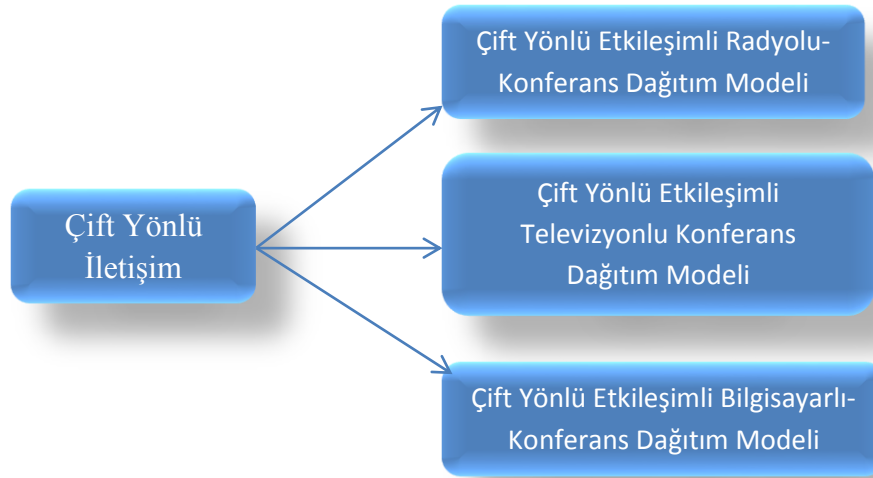 Çift Yönlü Etkileşimli Radyolu-
Konferans Dağıtım Modeli
Çift Yönlü
İletişim
Çift Yönlü Etkileşimli
Televizyonlu Konferans
Dağıtım Modeli
Çift Yönlü Etkileşimli Bilgisayarlı-
Konferans Dağıtım Modeli